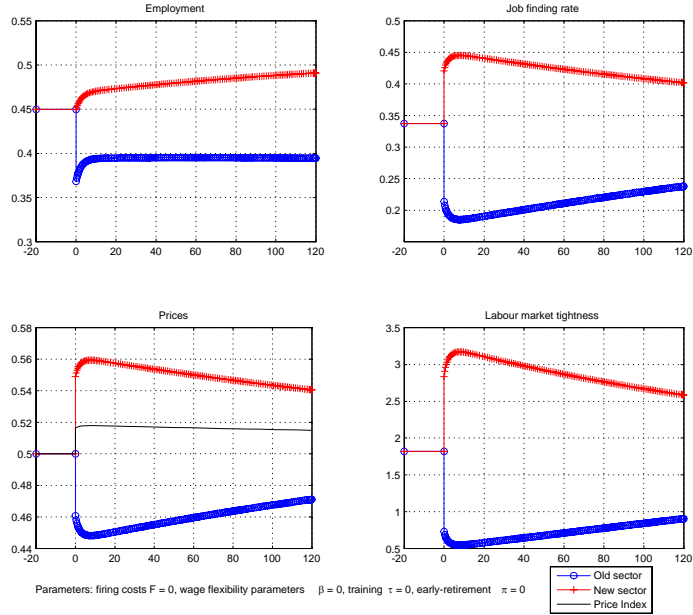 Employment
0.55
0.5
0.45
0.4
0.35
0.3
-20 0 20 40 60 80 100 120
Job finding rate
0.5
0.45
0.4
0.35
0.3
0.25
0.2
-20 0 20 40 60 80 100 120
Prices
0.58
0.56
0.54
0.52
0.5
0.48
0.46
0.44
-20 0 20 40 60 80 100 120
Labour market tightness
3.5
3
2.5
2
1.5
1
0.5
-20 0 20 40 60 80 100 120
Old sector
New sector
Price Index
Parameters: firing costs F = 0, wage flexibility parameters β = 0, training τ = 0, early-retirement π = 0